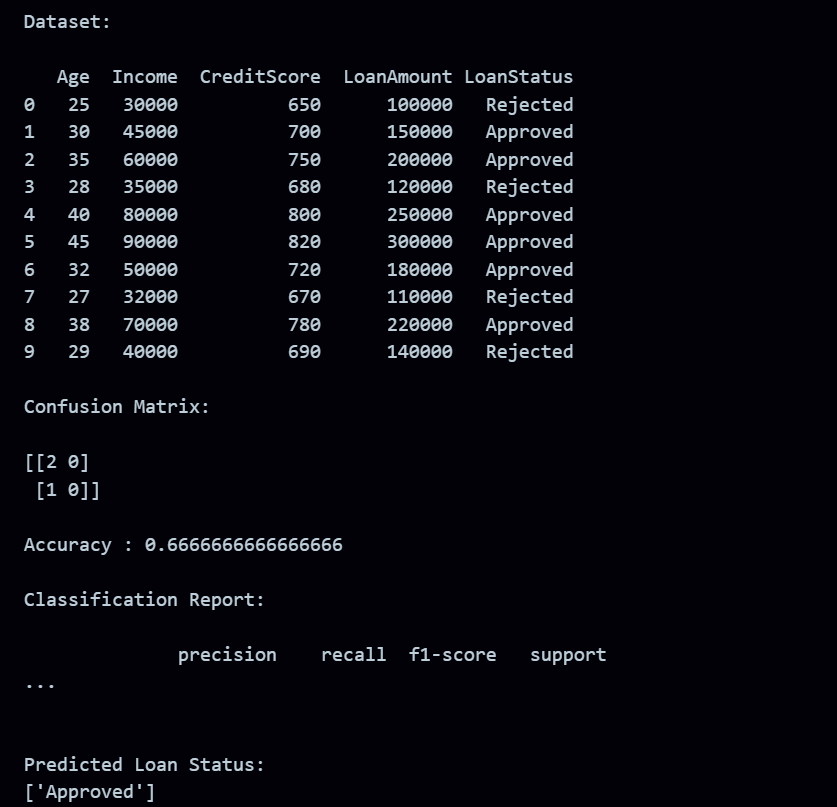 Dataset:
   Age  Income  CreditScore  LoanAmount LoanStatus
0   25   30000          650      100000   Rejected
1   30   45000          700      150000   Approved
2   35   60000          750      200000   Approved
3   28   35000          680      120000   Rejected
4   40   80000          800      250000   Approved
5   45   90000          820      300000   Approved
6   32   50000          720      180000   Approved
7   27   32000          670      110000   Rejected
8   38   70000          780      220000   Approved
9   29   40000          690      140000   Rejected
Confusion Matrix:
[[2 0]
 [1 0]]
Accuracy : 0.6666666666666666
Classification Report:
              precision    recall  f1-score   support
...
Predicted Loan Status:
['Approved']